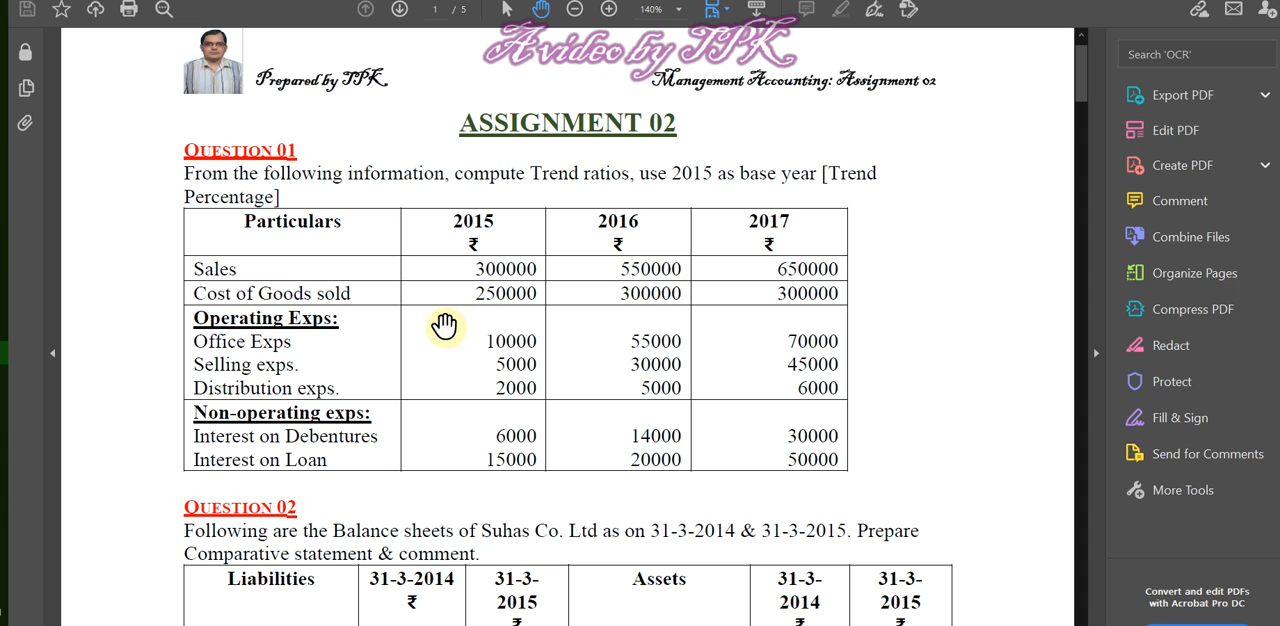 1 / 5 140%
A video by TPK
Prepared by TPK Management Accounting: Assignment 02
ASSIGNMENT 02
QUESTION 01
From the following information, compute Trend ratios, use 2015 as base year [Trend
Percentage]
Particulars 2015 2016 2017
₹ ₹ ₹
Sales 300000 550000 650000
Cost of Goods sold 250000 300000 300000
Operating Exps:
Office Exps 10000 55000 70000
Selling exps. 5000 30000 45000
Distribution exps. 2000 5000 6000
Non-operating exps:
Interest on Debentures 6000 14000 30000
Interest on Loan 15000 20000 50000
QUESTION 02
Following are the Balance sheets of Suhas Co. Ltd as on 31-3-2014 & 31-3-2015. Prepare
Comparative statement & comment.
Liabilities 31-3-2014 31-3- Assets 31-3- 31-3-
₹ 2015 2014 2015
₹ ₹ ₹
Search 'OCR'
Export PDF
Edit PDF
Create PDF
Comment
Combine Files
Organize Pages
Compress PDF
Redact
Protect
Fill & Sign
Send for Comments
More Tools
Convert and edit PDFs
with Acrobat Pro DC